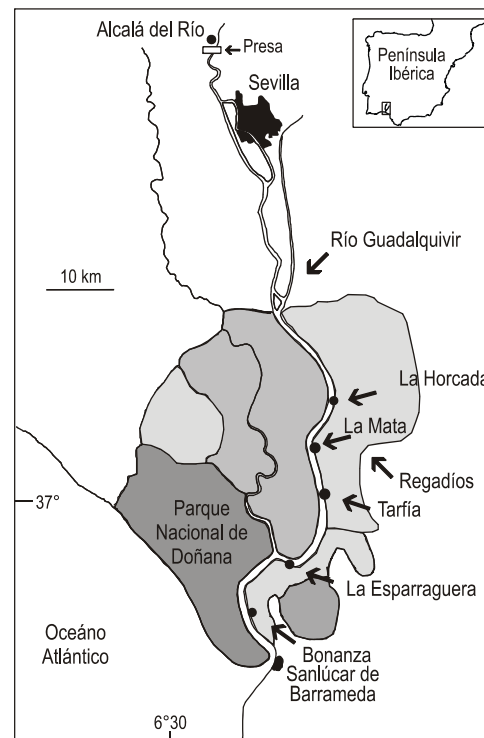 Alcalá del Río
Presa
Sevilla
Península
Ibérica
Río Guadalquivir
10 km
La Horcada
La Mata
Regadíos
Tarfía
37°
Parque
Nacional de
Doñana
La Esparraguera
Oceáno
Atlántico
Bonanza
Sanlúcar de
Barrameda
6°30